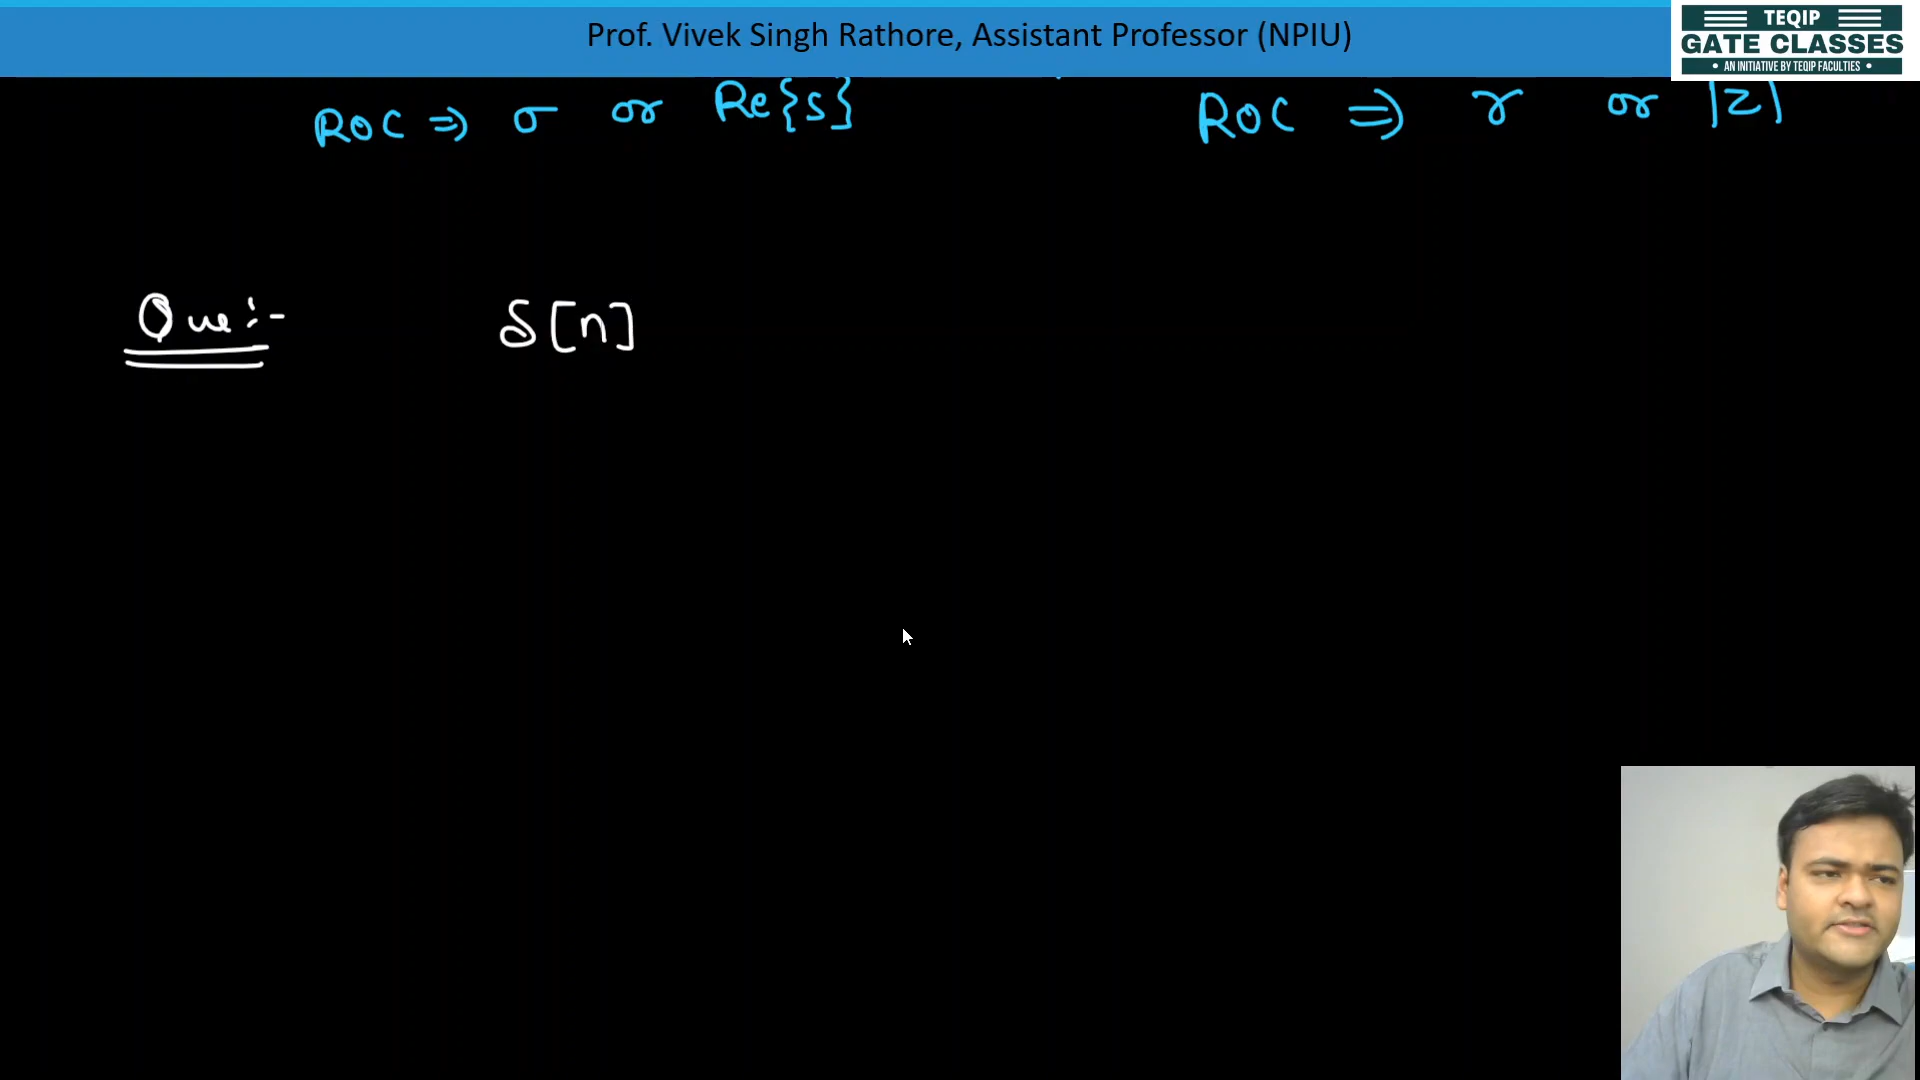 Prof. Vivek Singh Rathore, Assistant Professor (NPIU)
TEQIP
GATE CLASSES
• AN INITIATIVE BY TEQIP FACULTIES •
ROC ⇒ σ or Re{s}
ROC ⇒ r or |z|
Que:- δ[n]